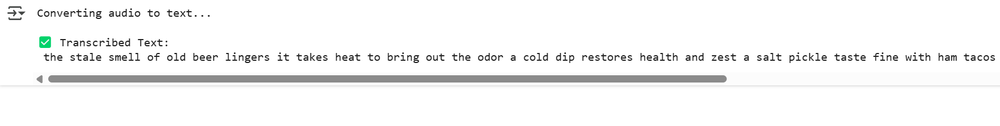 Converting audio to text...
✅ Transcribed Text:
the stale smell of old beer lingers it takes heat to bring out the odor a cold dip restores health and zest a salt pickle taste fine with ham tacos